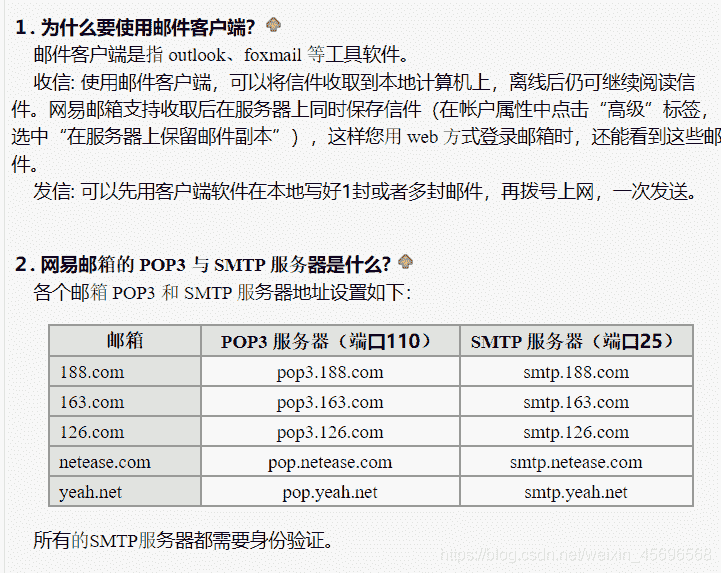 1 . 为什么要使用邮件客户端？
邮件客户端是指 outlook、foxmail 等工具软件。
收信: 使用邮件客户端，可以将信件收取到本地计算机上，离线后仍可继续阅读信
件。网易邮箱支持收取后在服务器上同时保存信件（在帐户属性中点击“高级”标签，
选中“在服务器上保留邮件副本”），这样您用 web 方式登录邮箱时，还能看到这些邮
件。
发信: 可以先用客户端软件在本地写好1封或者多封邮件，再拨号上网，一次发送。
2 . 网易邮箱的 POP3 与 SMTP 服务器是什么?
各个邮箱 POP3 和 SMTP 服务器地址设置如下：
邮箱 POP3 服务器（端口110） SMTP 服务器（端口25）
188.com pop3.188.com smtp.188.com
163.com pop3.163.com smtp.163.com
126.com pop3.126.com smtp.126.com
netease.com pop.netease.com smtp.netease.com
yeah.net pop.yeah.net smtp.yeah.net
所有的SMTP服务器都需要身份验证。
https://blog.csdn.net/weixin_45696568